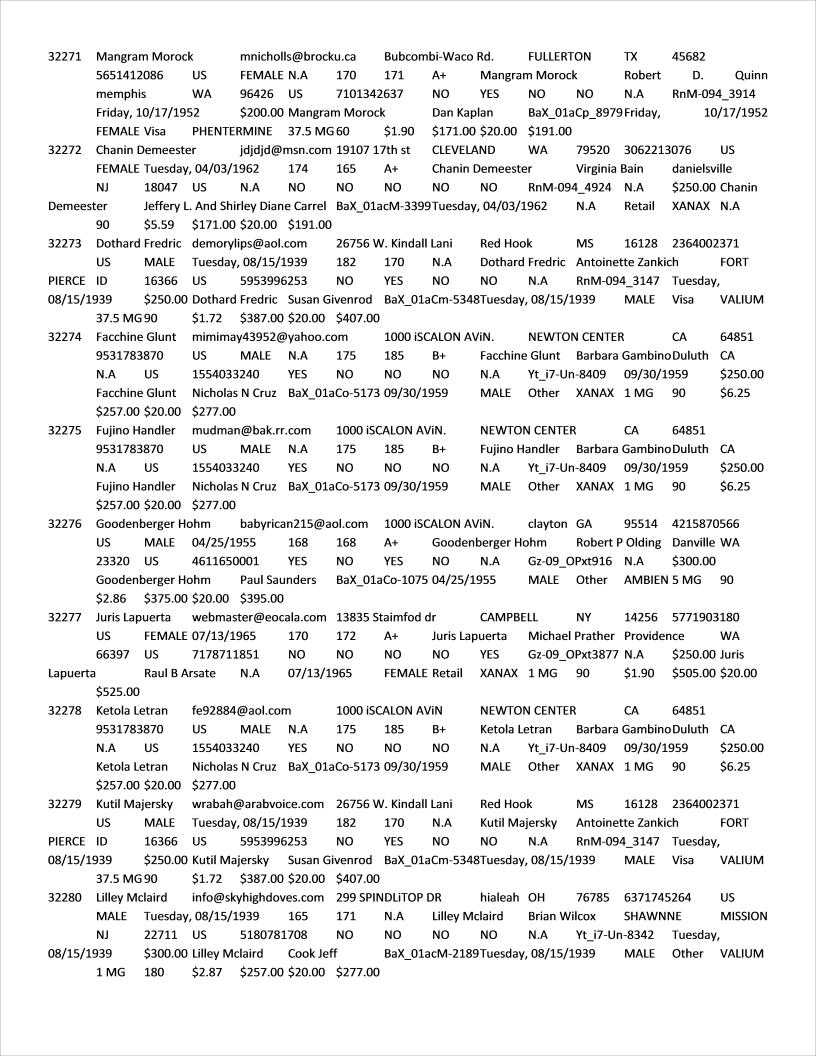 32271 Mangram Morock mnicholls@brocku.ca Bubcombi-Waco Rd. FULLERTON TX 45682
5651412086 US FEMALE N.A 170 171 A+ Mangram Morock Robert D. Quinn
memphis WA 96426 US 7101342637 NO YES NO NO N.A RnM-094_3914
Friday, 10/17/1952 $200.00 Mangram Morock Dan Kaplan BaX_01aCp_8979Friday, 10/17/1952
FEMALE Visa PHENTERMINE 37.5 MG 60 $1.90 $171.00 $20.00 $191.00
32272 Chanin Demeester jdjdjd@msn.com 19107 17th st CLEVELAND WA 79520 3062213076 US
FEMALE Tuesday, 04/03/1962 174 165 A+ Chanin Demeester Virginia Bain danielsville
NJ 18047 US N.A NO NO NO NO RnM-094_4924 N.A $250.00 Chanin
Demeester Jeffery L. And Shirley Diane Carrel BaX_01acM-3399Tuesday, 04/03/1962 N.A Retail XANAX N.A
90 $5.59 $171.00 $20.00 $191.00
32273 Dothard Fredric demorylips@aol.com 26756 W. Kindall Lani Red Hook MS 16128 2364002371
US MALE Tuesday, 08/15/1939 182 170 N.A Dothard Fredric Antoinette Zankich FORT
PIERCE ID 16366 US 5953996253 NO YES NO NO N.A RnM-094_3147 Tuesday,
08/15/1939 $250.00 Dothard Fredric Susan Givenrod BaX_01aCm-5348Tuesday, 08/15/1939 MALE Visa VALIUM
37.5 MG 90 $1.72 $387.00 $20.00 $407.00
32274 Facchine Glunt mimimay43952@yahoo.com 1000 iSCALON AViN. NEWTON CENTER CA 64851
9531783870 US MALE N.A 175 185 B+ Facchine Glunt Barbara Gambino Duluth CA
N.A US 1554033240 YES NO NO NO N.A Yt_i7-Un-8409 09/30/1959 $250.00
Facchine Glunt Nicholas N Cruz BaX_01aCo-5173 09/30/1959 MALE Other XANAX 1 MG 90 $6.25
$257.00 $20.00 $277.00
32275 Fujino Handler mudman@bak.rr.com 1000 iSCALON AViN. NEWTON CENTER CA 64851
9531783870 US MALE N.A 175 185 B+ Fujino Handler Barbara Gambino Duluth CA
N.A US 1554033240 YES NO NO NO N.A Yt_i7-Un-8409 09/30/1959 $250.00
Fujino Handler Nicholas N Cruz BaX_01aCo-5173 09/30/1959 MALE Other XANAX 1 MG 90 $6.25
$257.00 $20.00 $277.00
32276 Goodenberger Hohm babyrican215@aol.com 1000 iSCALON AViN. clayton GA 95514 4215870566
US MALE 04/25/1955 168 168 A+ Goodenberger Hohm Robert P Olding Danville WA
23320 US 4611650001 YES NO YES NO N.A Gz-09_OPxt916 N.A $300.00
Goodenberger Hohm Paul Saunders BaX_01aCo-1075 04/25/1955 MALE Other AMBIEN 5 MG 90
$2.86 $375.00 $20.00 $395.00
32277 Juris Lapuerta webmaster@eocala.com 13835 Staimfod dr CAMPBELL NY 14256 5771903180
US FEMALE 07/13/1965 170 172 A+ Juris Lapuerta Michael Prather Providence WA
66397 US 7178711851 NO NO NO NO YES Gz-09_OPxt3877 N.A $250.00 Juris
Lapuerta Raul B Arsate N.A 07/13/1965 FEMALE Retail XANAX 1 MG 90 $1.90 $505.00 $20.00
$525.00
32278 Ketola Letran fe92884@aol.com 1000 iSCALON AViN NEWTON CENTER CA 64851
9531783870 US MALE N.A 175 185 B+ Ketola Letran Barbara Gambino Duluth CA
N.A US 1554033240 YES NO NO NO N.A Yt_i7-Un-8409 09/30/1959 $250.00
Ketola Letran Nicholas N Cruz BaX_01aCo-5173 09/30/1959 MALE Other XANAX 1 MG 90 $6.25
$257.00 $20.00 $277.00
32279 Kutil Majersky wrabah@arabvoice.com 26756 W. Kindall Lani Red Hook MS 16128 2364002371
US MALE Tuesday, 08/15/1939 182 170 N.A Kutil Majersky Antoinette Zankich FORT
PIERCE ID 16366 US 5953996253 NO YES NO NO N.A RnM-094_3147 Tuesday,
08/15/1939 $250.00 Kutil Majersky Susan Givenrod BaX_01aCm-5348Tuesday, 08/15/1939 MALE Visa VALIUM
37.5 MG 90 $1.72 $387.00 $20.00 $407.00
32280 Lilley Mclaird info@skyhighdoves.com 299 SPINDLiTOP DR hialeah OH 76785 6371745264 US
MALE Tuesday, 08/15/1939 165 171 N.A Lilley Mclaird Brian Wilcox SHAWNNE MISSION
NJ 22711 US 5180781708 NO NO NO NO N.A Yt_i7-Un-8342 Tuesday,
08/15/1939 $300.00 Lilley Mclaird Cook Jeff BaX_01acM-2189Tuesday, 08/15/1939 MALE Other VALIUM
1 MG 180 $2.87 $257.00 $20.00 $277.00